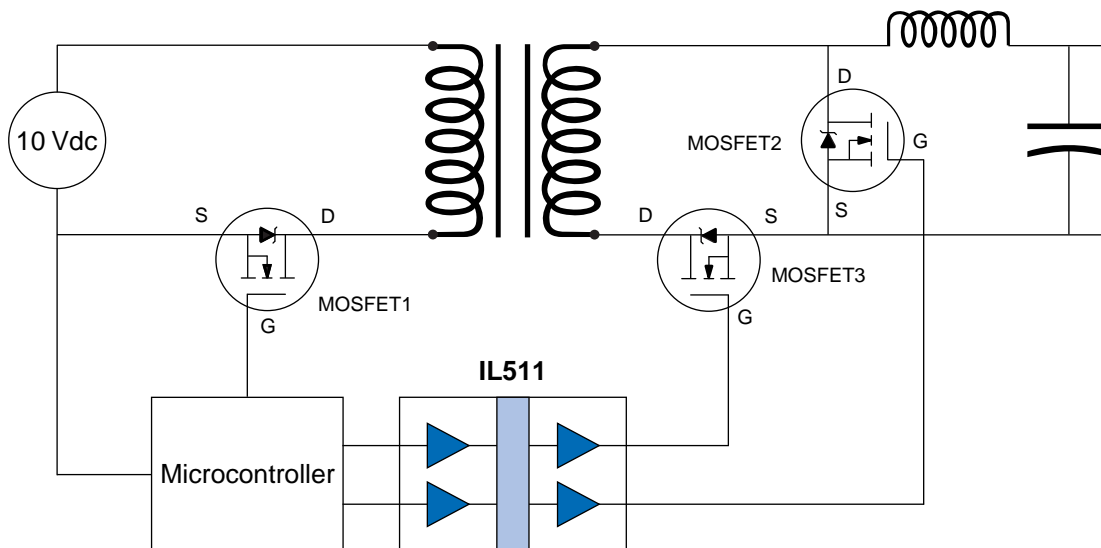 10 Vdc
D
MOSFET2
G
S
S
D
MOSFET1
G
D
S
MOSFET3
G
IL511
Microcontroller